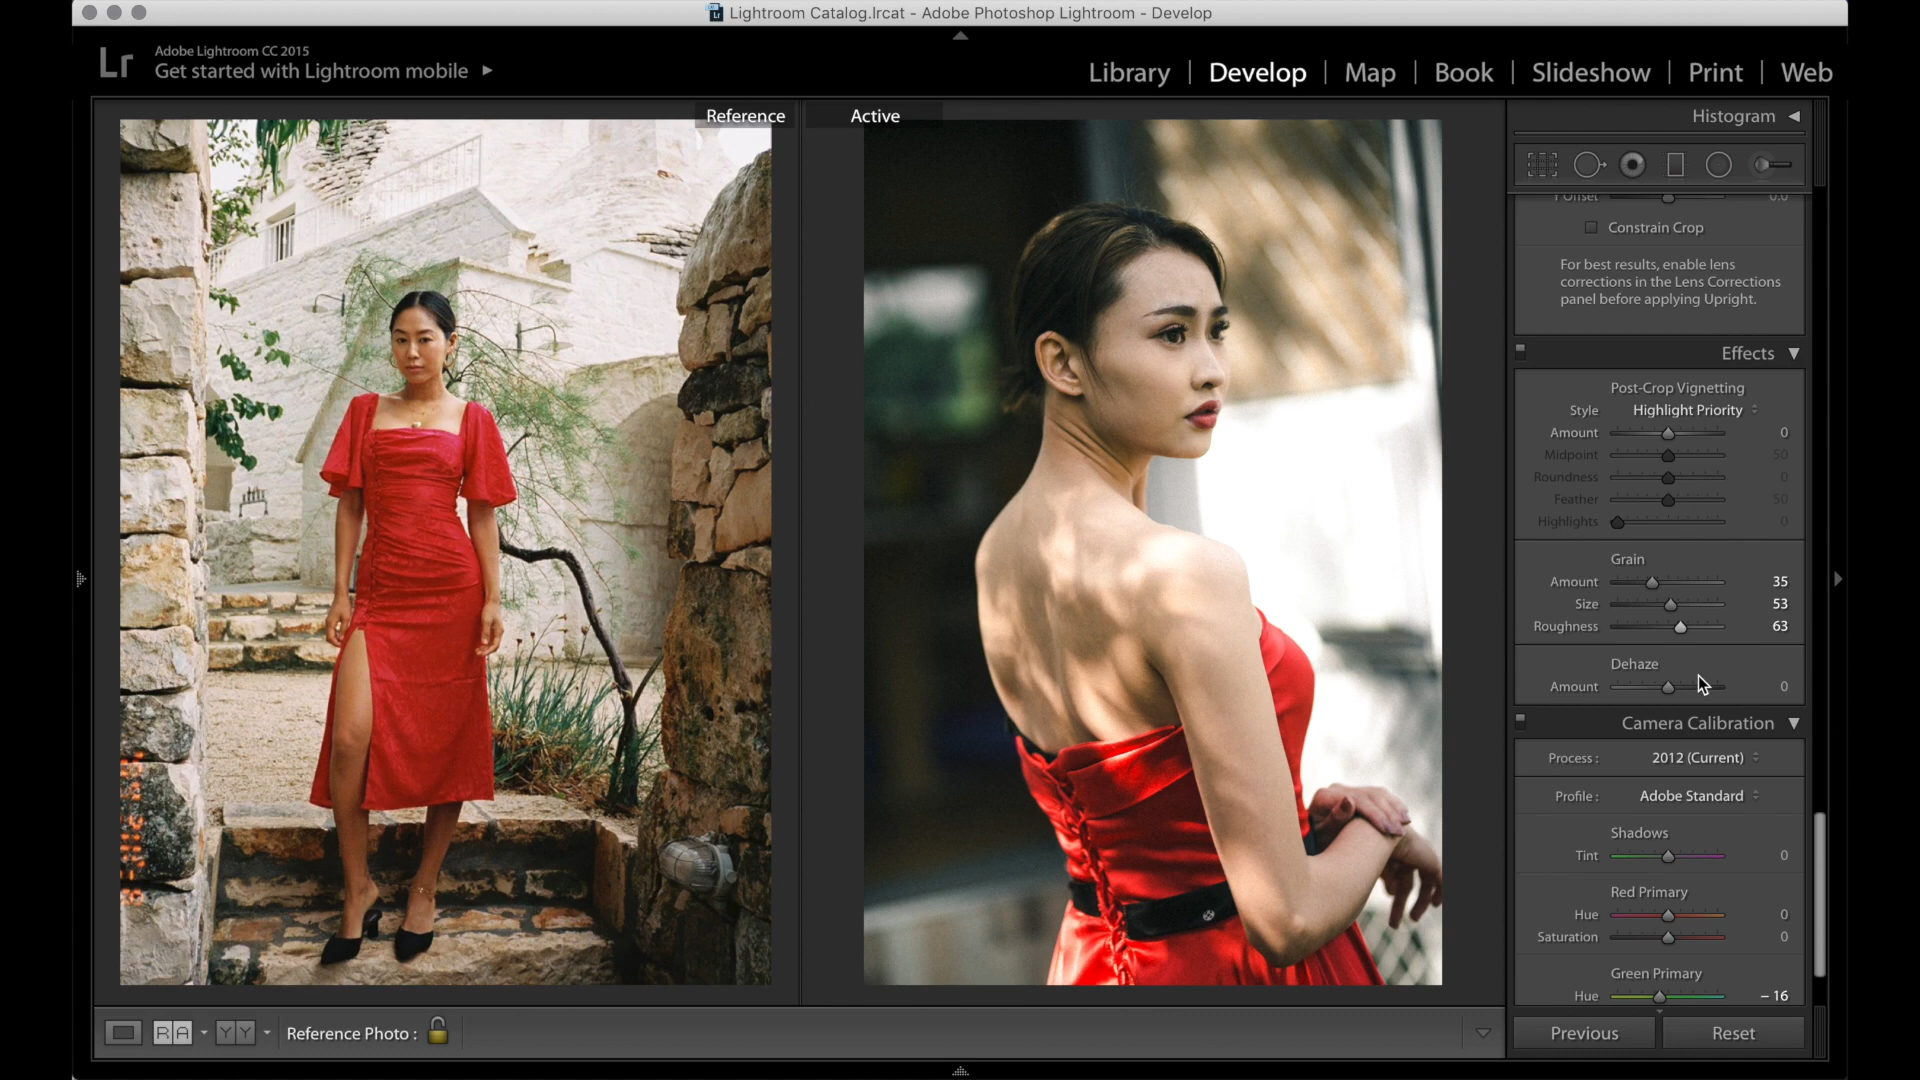 Lightroom Catalog.lrcat - Adobe Photoshop Lightroom - Develop
Lr
Adobe Lightroom CC 2015
Get started with Lightroom mobile
Library | Develop | Map | Book | Slideshow | Print | Web
Reference
Active
Histogram
Y Offset 0.0
Constrain Crop
For best results, enable lens
corrections in the Lens Corrections
panel before applying Upright.
Effects
Post-Crop Vignetting
Style Highlight Priority
Amount 0
Midpoint 50
Roundness 0
Feather 50
Highlights 0
Grain
Amount 35
Size 53
Roughness 63
Dehaze
Amount 0
Camera Calibration
Process : 2012 (Current)
Profile : Adobe Standard
Shadows
Tint 0
Red Primary
Hue 0
Saturation 0
Green Primary
Hue – 16
R A Y Y Reference Photo :
Previous Reset